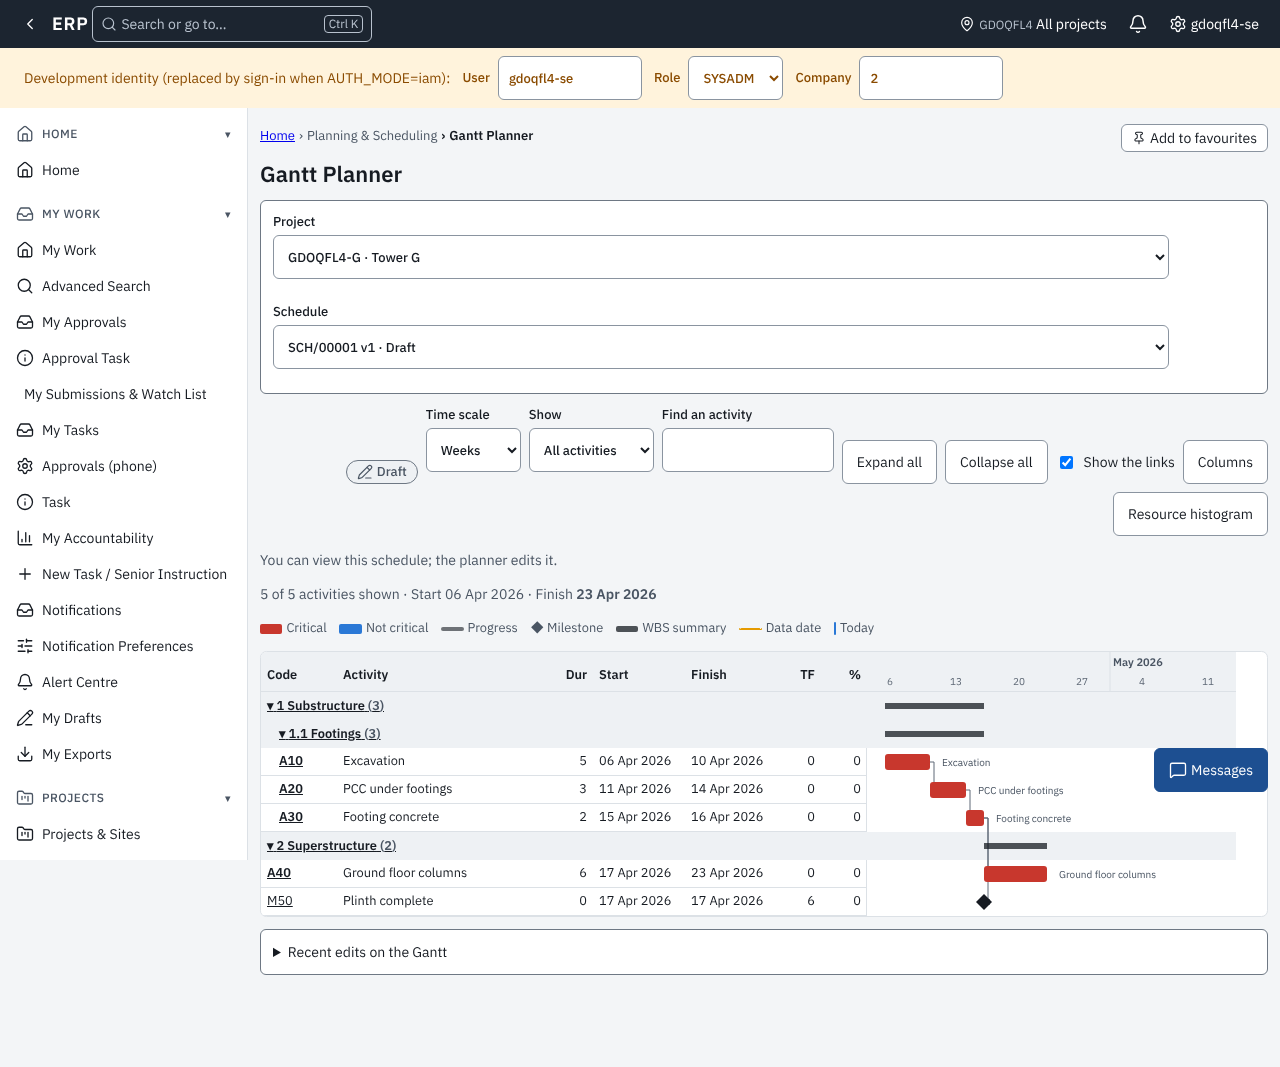 ERP
Search or go to...
Ctrl K
GDOQFL4 All projects
gdoqfl4-se
Development identity (replaced by sign-in when AUTH_MODE=iam):
User
gdoqfl4-se
Role
SYSADM
Company
2
HOME
Home
MY WORK
My Work
Advanced Search
My Approvals
Approval Task
My Submissions & Watch List
My Tasks
Approvals (phone)
Task
My Accountability
New Task / Senior Instruction
Notifications
Notification Preferences
Alert Centre
My Drafts
My Exports
PROJECTS
Projects & Sites
Home › Planning & Scheduling › Gantt Planner
Add to favourites
Gantt Planner
Project
GDOQFL4-G · Tower G
Schedule
SCH/00001 v1 · Draft
Draft
Time scale
Weeks
Show
All activities
Find an activity
Expand all
Collapse all
Show the links
Columns
Resource histogram
You can view this schedule; the planner edits it.
5 of 5 activities shown · Start 06 Apr 2026 · Finish 23 Apr 2026
Critical Not critical Progress Milestone WBS summary Data date Today
Code Activity Dur Start Finish TF %
May 2026
6 13 20 27 4 11
▾ 1 Substructure (3)
▾ 1.1 Footings (3)
A10 Excavation 5 06 Apr 2026 10 Apr 2026 0 0 Excavation
A20 PCC under footings 3 11 Apr 2026 14 Apr 2026 0 0 PCC under footings
A30 Footing concrete 2 15 Apr 2026 16 Apr 2026 0 0 Footing concrete
▾ 2 Superstructure (2)
A40 Ground floor columns 6 17 Apr 2026 23 Apr 2026 0 0 Ground floor columns
M50 Plinth complete 0 17 Apr 2026 17 Apr 2026 6 0
Messages
Recent edits on the Gantt